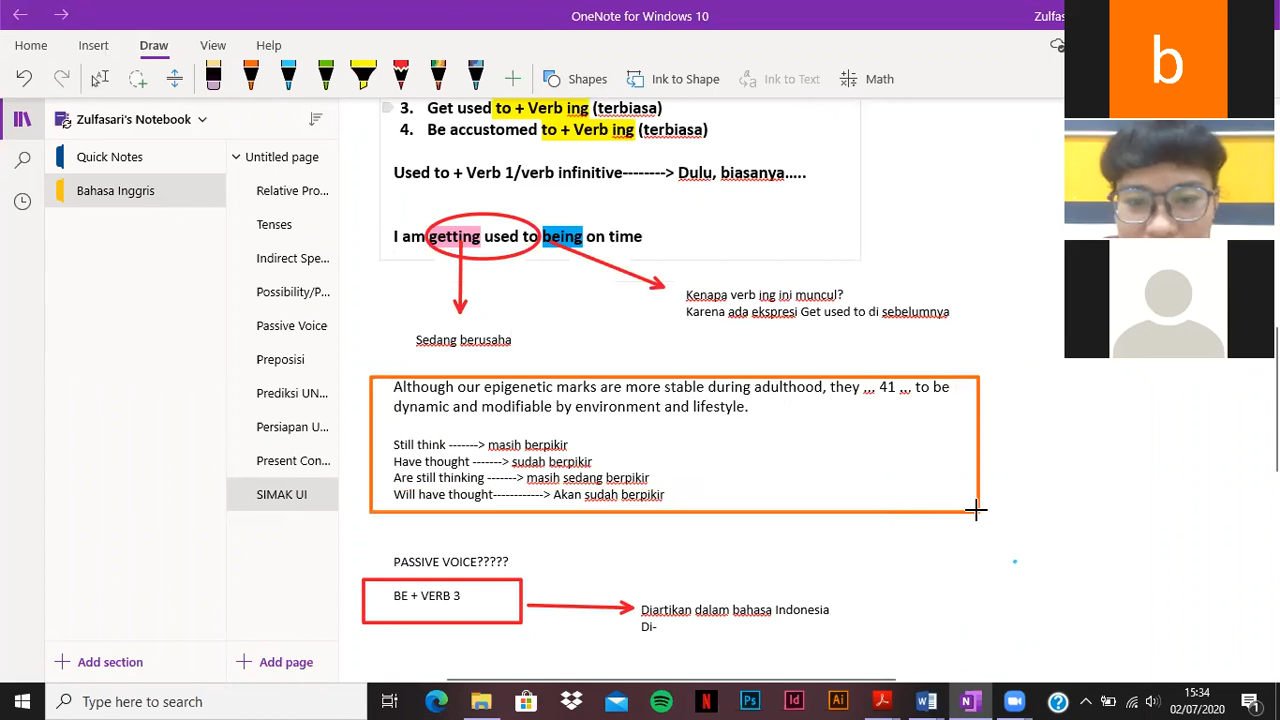 OneNote for Windows 10
Zulfas
Home Insert Draw View Help
Shapes Ink to Shape Ink to Text Math
b
Zulfasari's Notebook
Quick Notes
Bahasa Inggris
Untitled page
Relative Pro...
Tenses
Indirect Spe...
Possibility/P...
Passive Voice
Preposisi
Prediksi UN...
Persiapan U...
Present Con...
SIMAK UI
3. Get used to + Verb ing (terbiasa)
4. Be accustomed to + Verb ing (terbiasa)
Used to + Verb 1/verb infinitive--------> Dulu, biasanya.....
I am getting used to being on time
Kenapa verb ing ini muncul?
Karena ada ekspresi Get used to di sebelumnya
Sedang berusaha
Although our epigenetic marks are more stable during adulthood, they ,,, 41 ,,, to be
dynamic and modifiable by environment and lifestyle.
Still think -------> masih berpikir
Have thought -------> sudah berpikir
Are still thinking -------> masih sedang berpikir
Will have thought------------> Akan sudah berpikir
PASSIVE VOICE?????
BE + VERB 3
Diartikan dalam bahasa Indonesia
Di-
Add section
Add page
Type here to search
15:34
02/07/2020